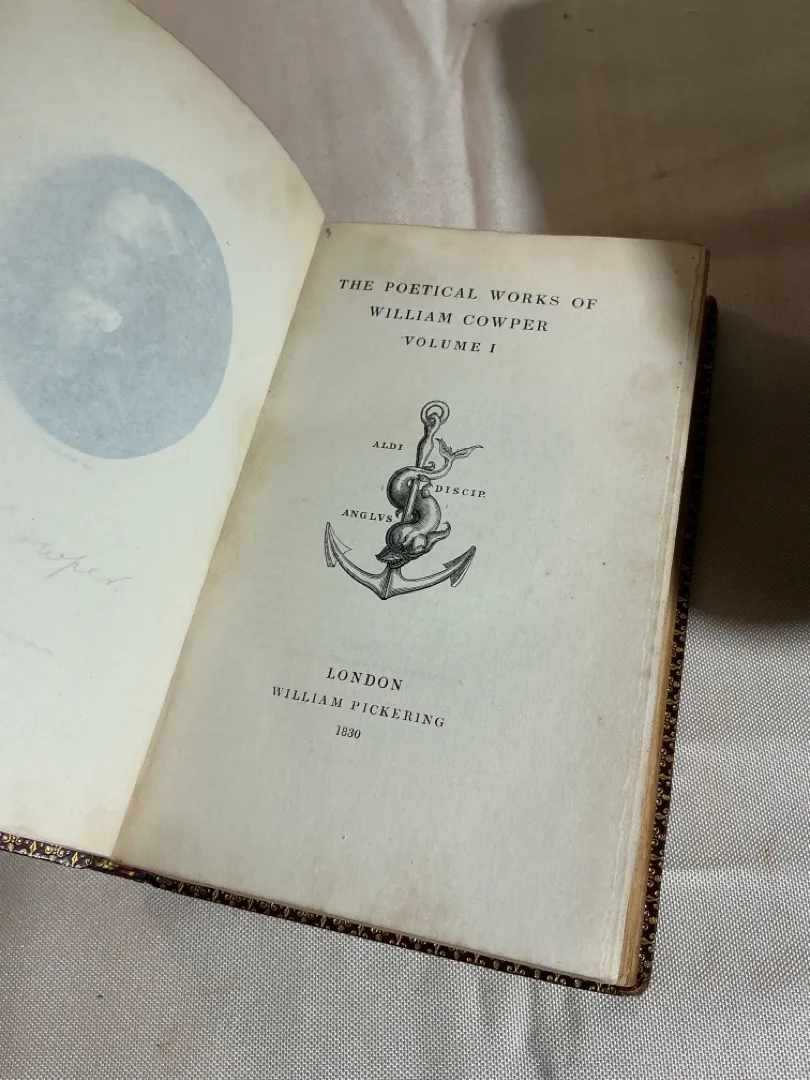 THE POETICAL WORKS OF
WILLIAM COWPER
VOLUME I
ALDI
DISCIP.
ANGLVS
LONDON
WILLIAM PICKERING
1830